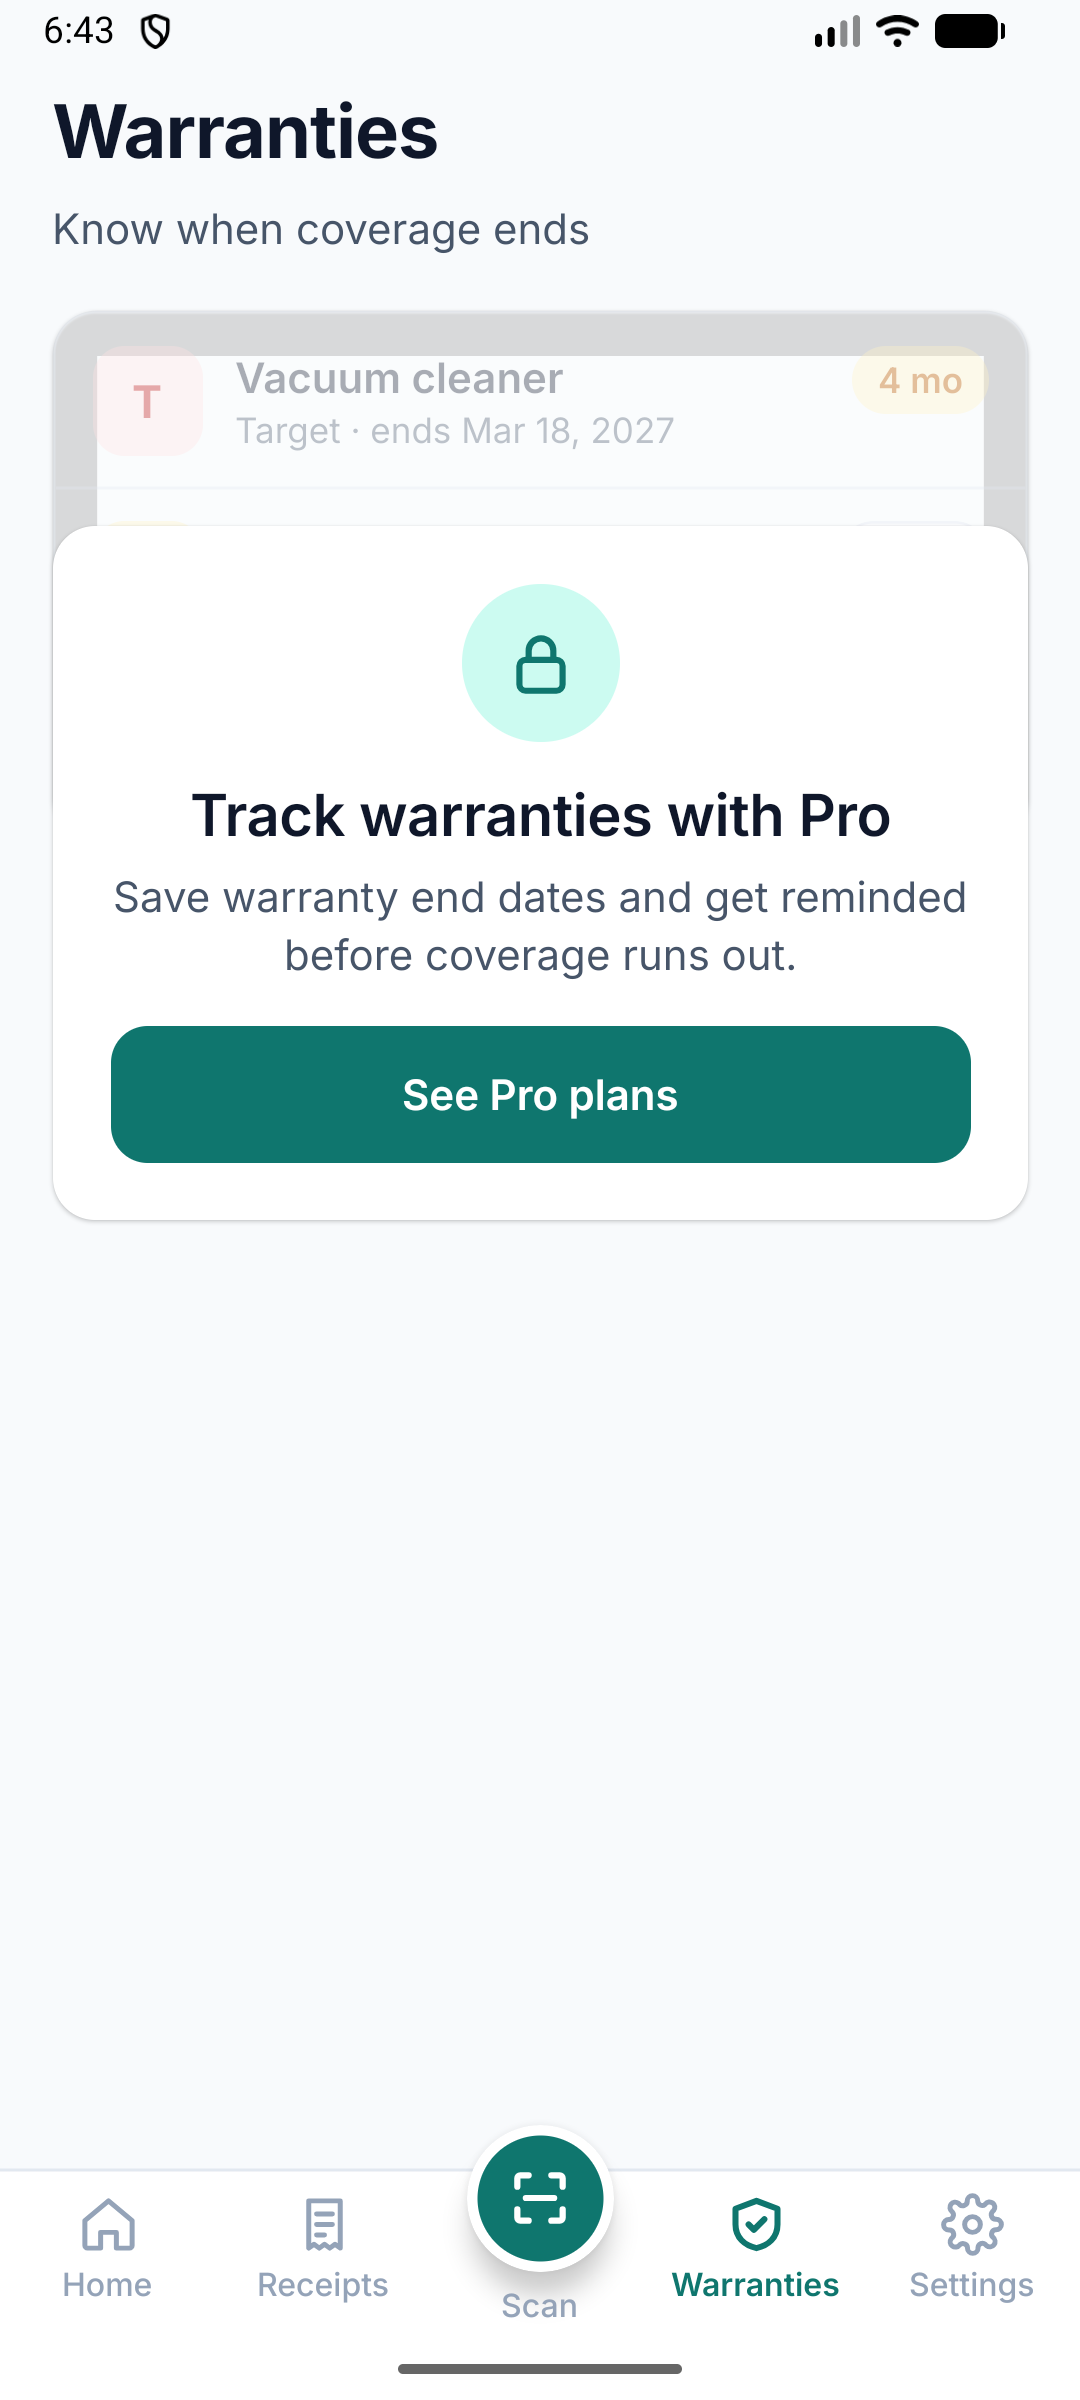 6:43
Warranties
Know when coverage ends
T
Vacuum cleaner
4 mo
Target · ends Mar 18, 2027
Track warranties with Pro
Save warranty end dates and get reminded
before coverage runs out.
See Pro plans
Home
Receipts
Scan
Warranties
Settings